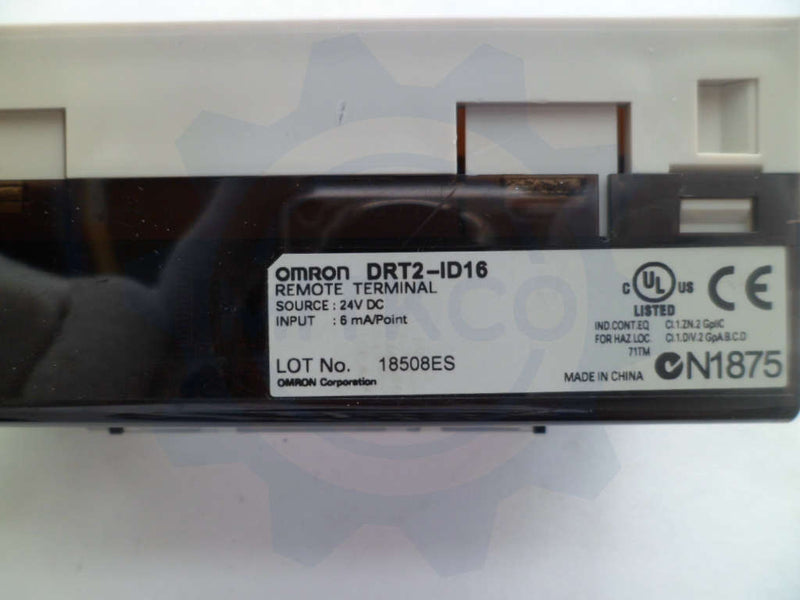 OMRON DRT2-ID16
REMOTE TERMINAL
SOURCE : 24V DC
INPUT : 6 mA/Point
LOT No. 18508ES
OMRON Corporation
C UL US
LISTED
CE
IND.CONT.EQ CI.1.ZN.2 GpIIC
FOR HAZ.LOC. CI.1.DIV.2 GpA.B.C.D
71TM
MADE IN CHINA
N1875